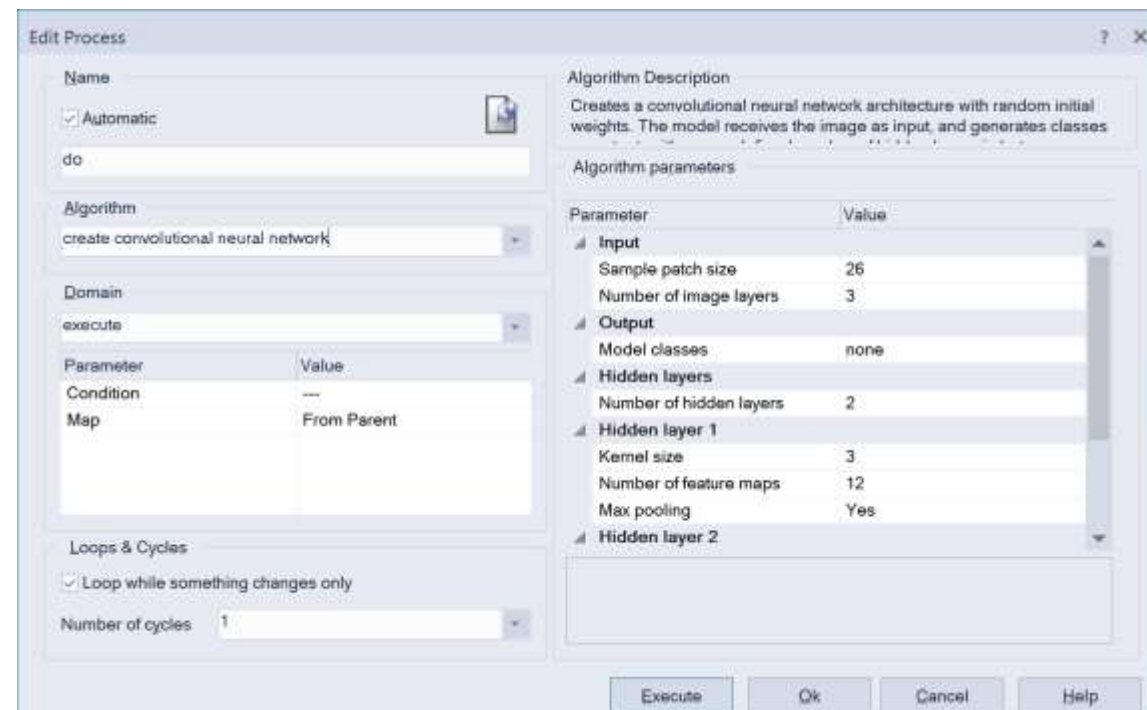 Edit Process
? ×
Name
Automatic
do
Algorithm
create convolutional neural network
Domain
execute
Parameter Value
Condition ---
Map From Parent
Loops & Cycles
Loop while something changes only
Number of cycles 1
Algorithm Description
Creates a convolutional neural network architecture with random initial
weights. The model receives the image as input, and generates classes
Algorithm parameters
Parameter Value
Input
Sample patch size 26
Number of image layers 3
Output
Model classes none
Hidden layers
Number of hidden layers 2
Hidden layer 1
Kernel size 3
Number of feature maps 12
Max pooling Yes
Hidden layer 2
Execute Ok Cancel Help